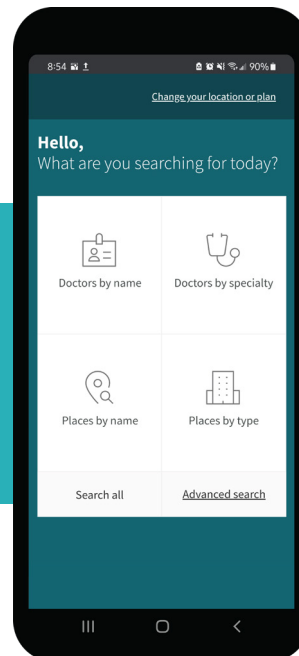 8:54
90%
Change your location or plan
Hello,
What are you searching for today?
Doctors by name
Doctors by specialty
Places by name
Places by type
Search all
Advanced search